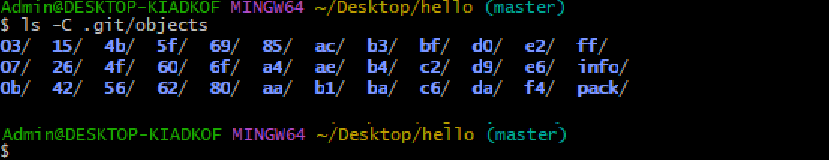 Admin@DESKTOP-KIADKOF MINGW64 ~/Desktop/hello (master)
$ ls -C .git/objects
03/ 15/ 4b/ 5f/ 69/ 85/ ac/ b3/ bf/ d0/ e2/ ff/
07/ 26/ 4f/ 60/ 6f/ a4/ ae/ b4/ c2/ d9/ e6/ info/
0b/ 42/ 56/ 62/ 80/ aa/ b1/ ba/ c6/ da/ f4/ pack/
Admin@DESKTOP-KIADKOF MINGW64 ~/Desktop/hello (master)
$